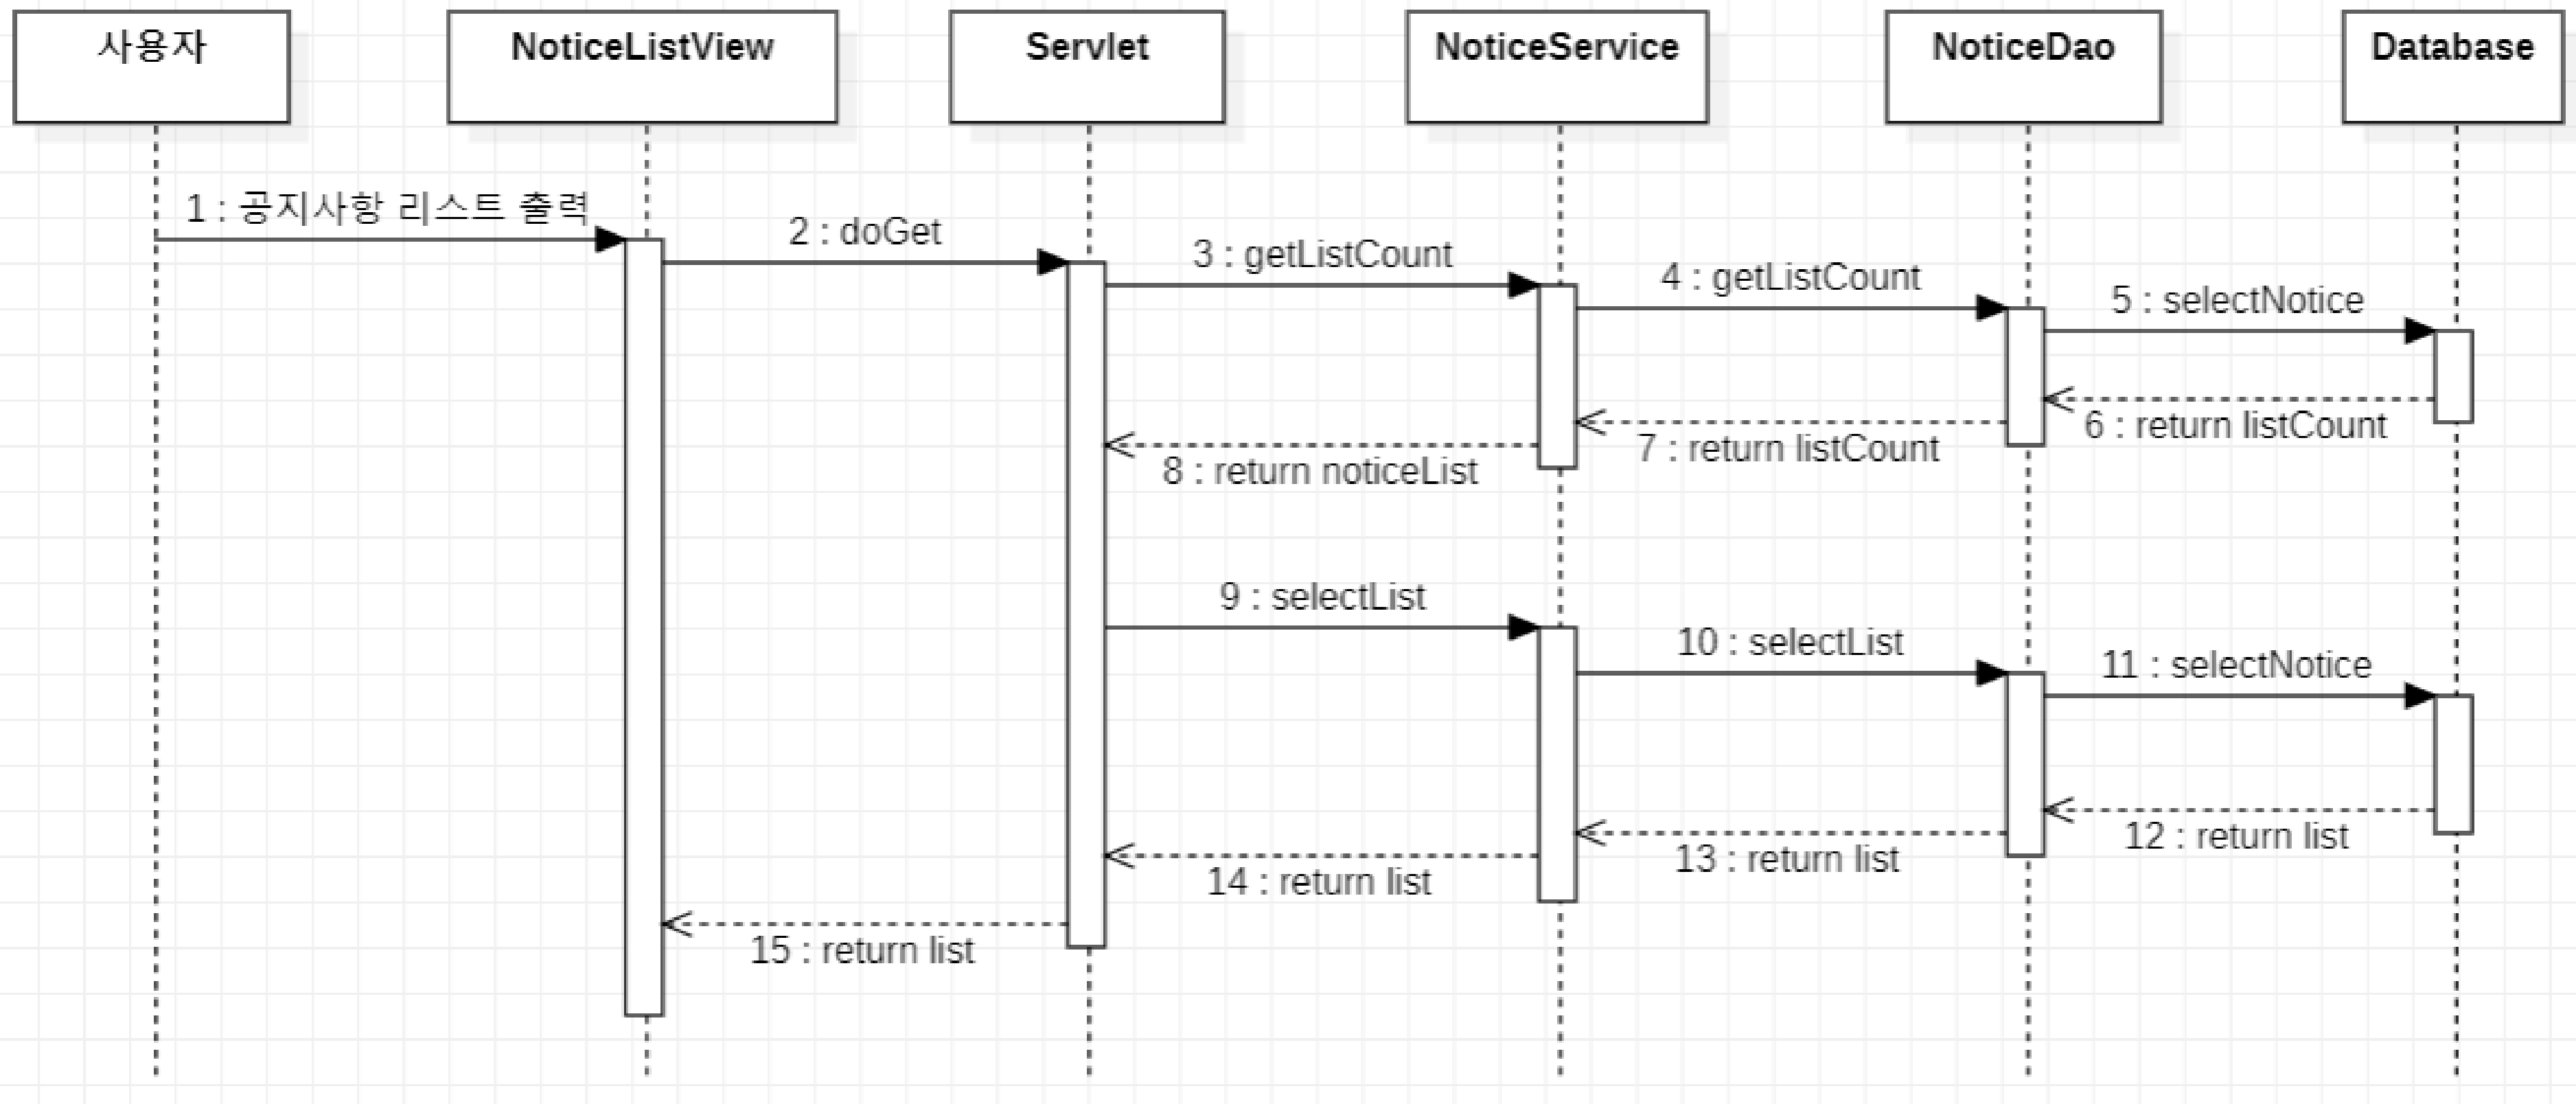 사용자
NoticeListView
Servlet
NoticeService
NoticeDao
Database
1 : 공지사항 리스트 출력
2 : doGet
3 : getListCount
4 : getListCount
5 : selectNotice
6 : return listCount
7 : return listCount
8 : return noticeList
9 : selectList
10 : selectList
11 : selectNotice
12 : return list
13 : return list
14 : return list
15 : return list